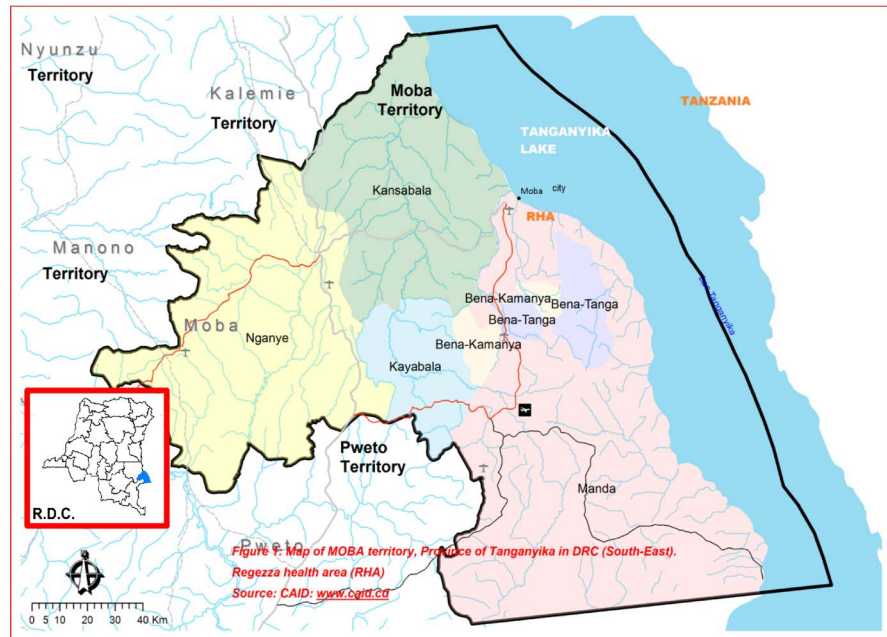 Nyunzu
Territory
Kalemie
Territory
Moba
Territory
TANZANIA
TANGANYIKA
LAKE
Kansabala
Moba city
RHA
Manono
Territory
Lac Tanganyika
Bena-Kamanya
Bena-Tanga
Bena-Tanga
Moba
Nganye
Bena-Kamanya
Kayabala
Pweto
Territory
Manda
R.D.C.
Pweto
Figure 1: Map of MOBA territory, Province of Tanganyika in DRC (South-East).
Regezza health area (RHA)
Source: CAID: www.caid.cd
0 5 10 20 30 40 Km